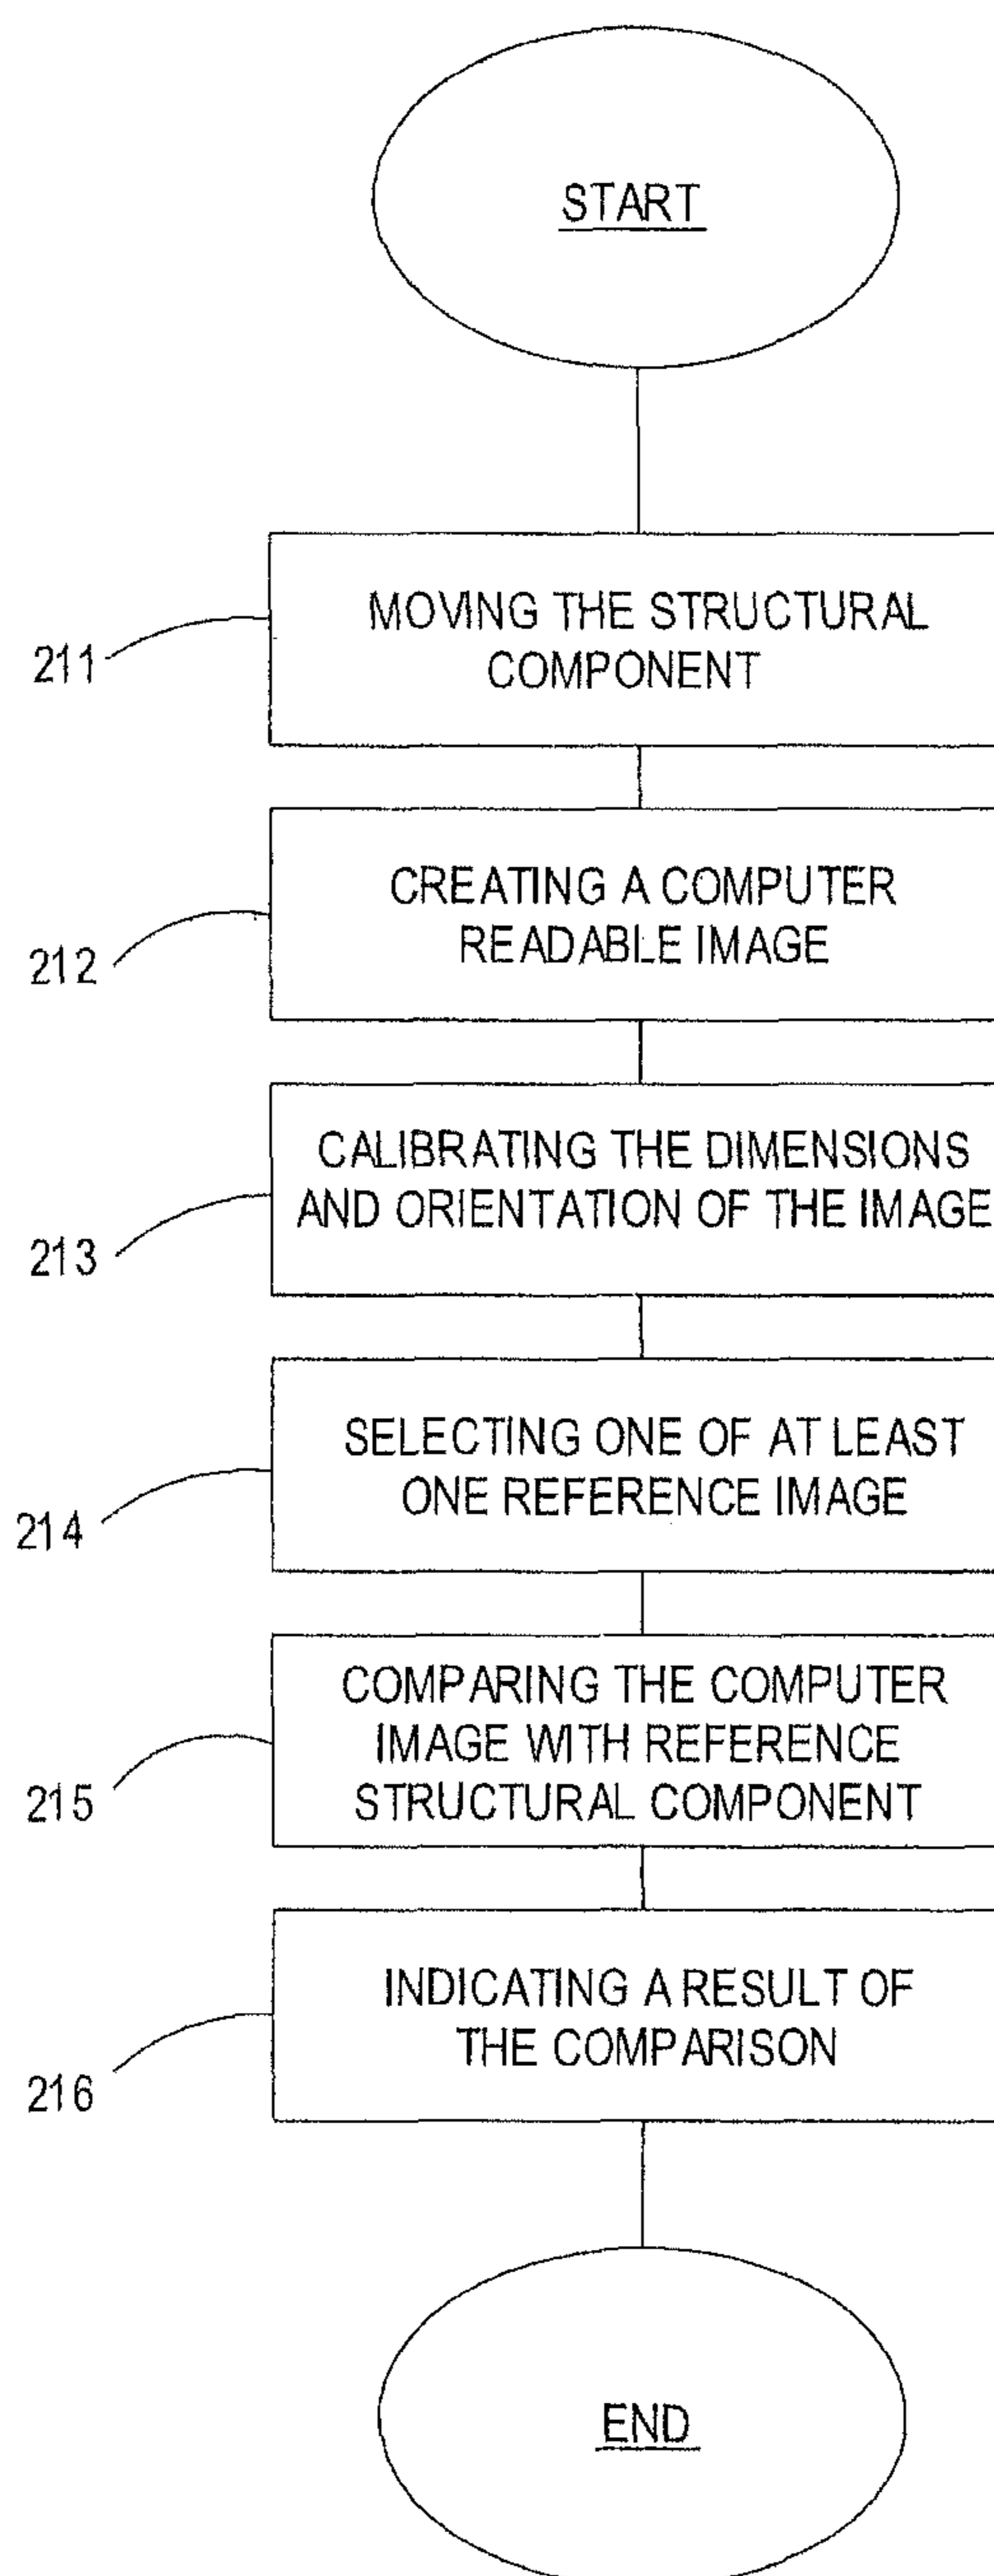 START
211
MOVING THE STRUCTURAL
COMPONENT
212
CREATING A COMPUTER
READABLE IMAGE
213
CALIBRATING THE DIMENSIONS
AND ORIENTATION OF THE IMAGE
214
SELECTING ONE OF AT LEAST
ONE REFERENCE IMAGE
215
COMPARING THE COMPUTER
IMAGE WITH REFERENCE
STRUCTURAL COMPONENT
216
INDICATING A RESULT OF
THE COMPARISON
END